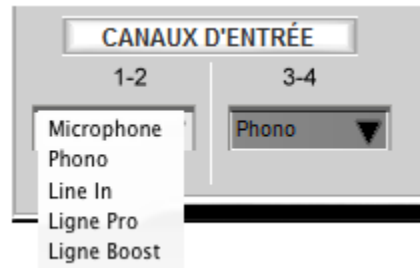 CANAUX D'ENTRÉE
1-2 3-4
Microphone
Phono
Phono
Line In
Ligne Pro
Ligne Boost